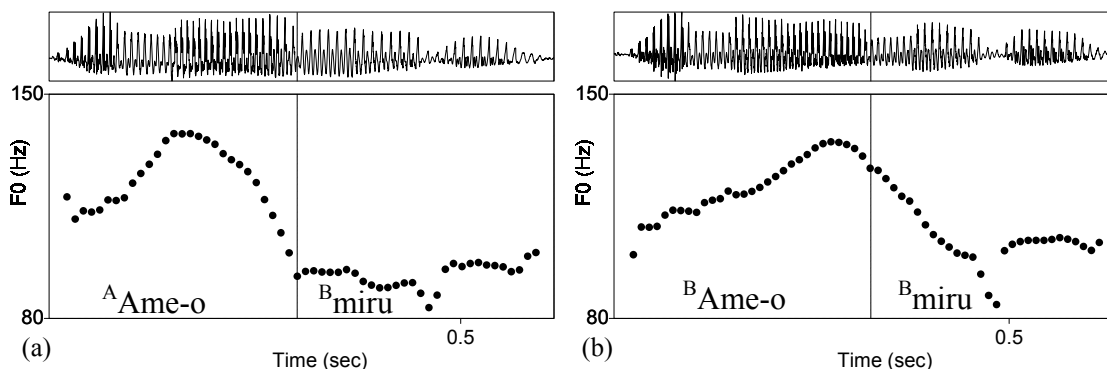 150
F0 (Hz)
80
ᴬAme-o
ᴮmiru
0.5
Time (sec)
(a)
150
F0 (Hz)
80
ᴮAme-o
ᴮmiru
0.5
Time (sec)
(b)